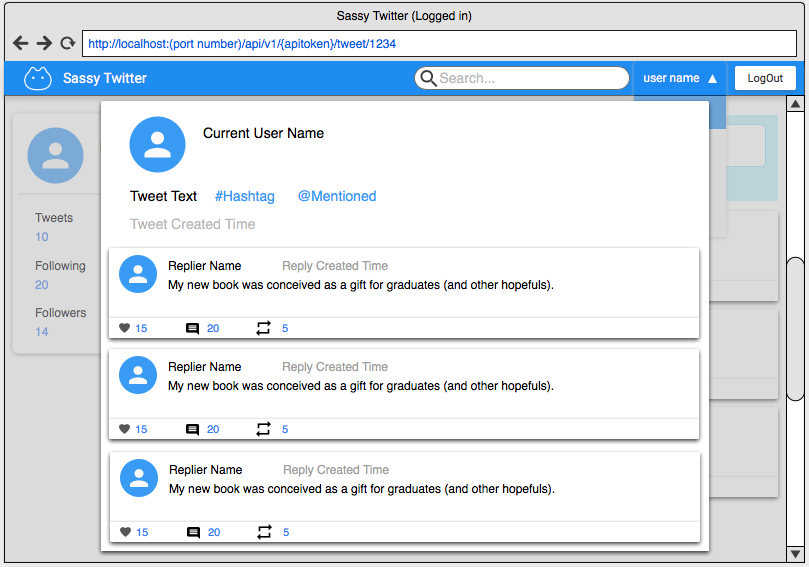 Sassy Twitter (Logged in)
http://localhost:(port number)/api/v1/{apitoken}/tweet/1234
Sassy Twitter
Search...
user name ▲
LogOut
Current User Name
Tweet Text #Hashtag @Mentioned
Tweet Created Time
Tweets
10
Following
20
Followers
14
Replier Name Reply Created Time
My new book was conceived as a gift for graduates (and other hopefuls).
15 20 5
Replier Name Reply Created Time
My new book was conceived as a gift for graduates (and other hopefuls).
15 20 5
Replier Name Reply Created Time
My new book was conceived as a gift for graduates (and other hopefuls).
15 20 5